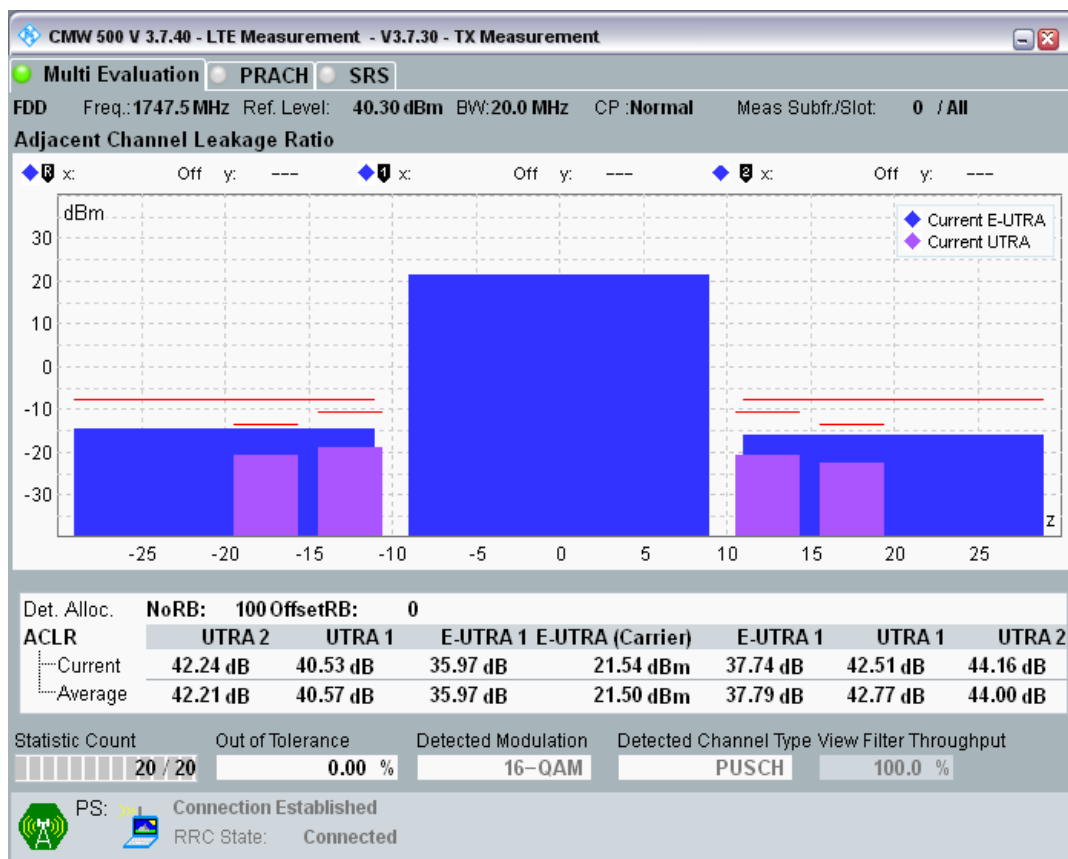 CMW 500 V 3.7.40 - LTE Measurement - V3.7.30 - TX Measurement
Multi Evaluation PRACH SRS
FDD Freq.:1747.5 MHz Ref. Level: 40.30 dBm BW:20.0 MHz CP :Normal Meas Subfr./Slot: 0 / All
Adjacent Channel Leakage Ratio
R x: Off y: --- 1 x: Off y: --- 2 x: Off y: ---
dBm
Current E-UTRA
Current UTRA
30
20
10
0
-10
-20
-30
z
-25 -20 -15 -10 -5 0 5 10 15 20 25
Det. Alloc. NoRB: 100 OffsetRB: 0
ACLR UTRA 2 UTRA 1 E-UTRA 1 E-UTRA (Carrier) E-UTRA 1 UTRA 1 UTRA 2
Current 42.24 dB 40.53 dB 35.97 dB 21.54 dBm 37.74 dB 42.51 dB 44.16 dB
Average 42.21 dB 40.57 dB 35.97 dB 21.50 dBm 37.79 dB 42.77 dB 44.00 dB
Statistic Count Out of Tolerance Detected Modulation Detected Channel Type View Filter Throughput
20 / 20 0.00 % 16-QAM PUSCH 100.0 %
PS: Connection Established
RRC State: Connected